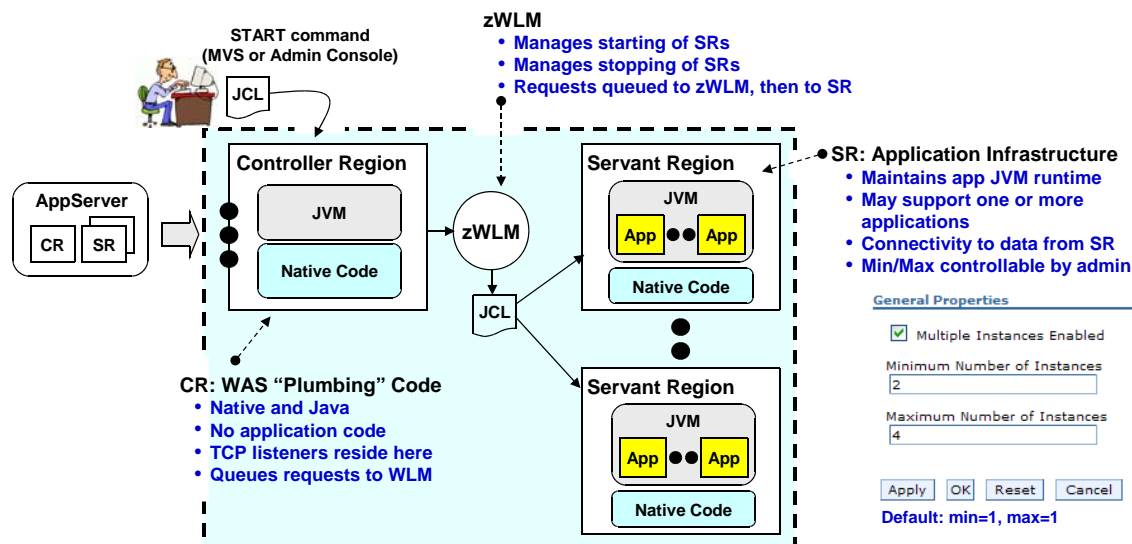 START command
(MVS or Admin Console)
JCL
zWLM
• Manages starting of SRs
• Manages stopping of SRs
• Requests queued to zWLM, then to SR
AppServer
CR
SR
Controller Region
JVM
Native Code
zWLM
JCL
Servant Region
JVM
App
App
Native Code
Servant Region
JVM
App
App
Native Code
CR: WAS “Plumbing” Code
• Native and Java
• No application code
• TCP listeners reside here
• Queues requests to WLM
SR: Application Infrastructure
• Maintains app JVM runtime
• May support one or more
applications
• Connectivity to data from SR
• Min/Max controllable by admin
General Properties
Multiple Instances Enabled
Minimum Number of Instances
2
Maximum Number of Instances
4
Apply
OK
Reset
Cancel
Default: min=1, max=1